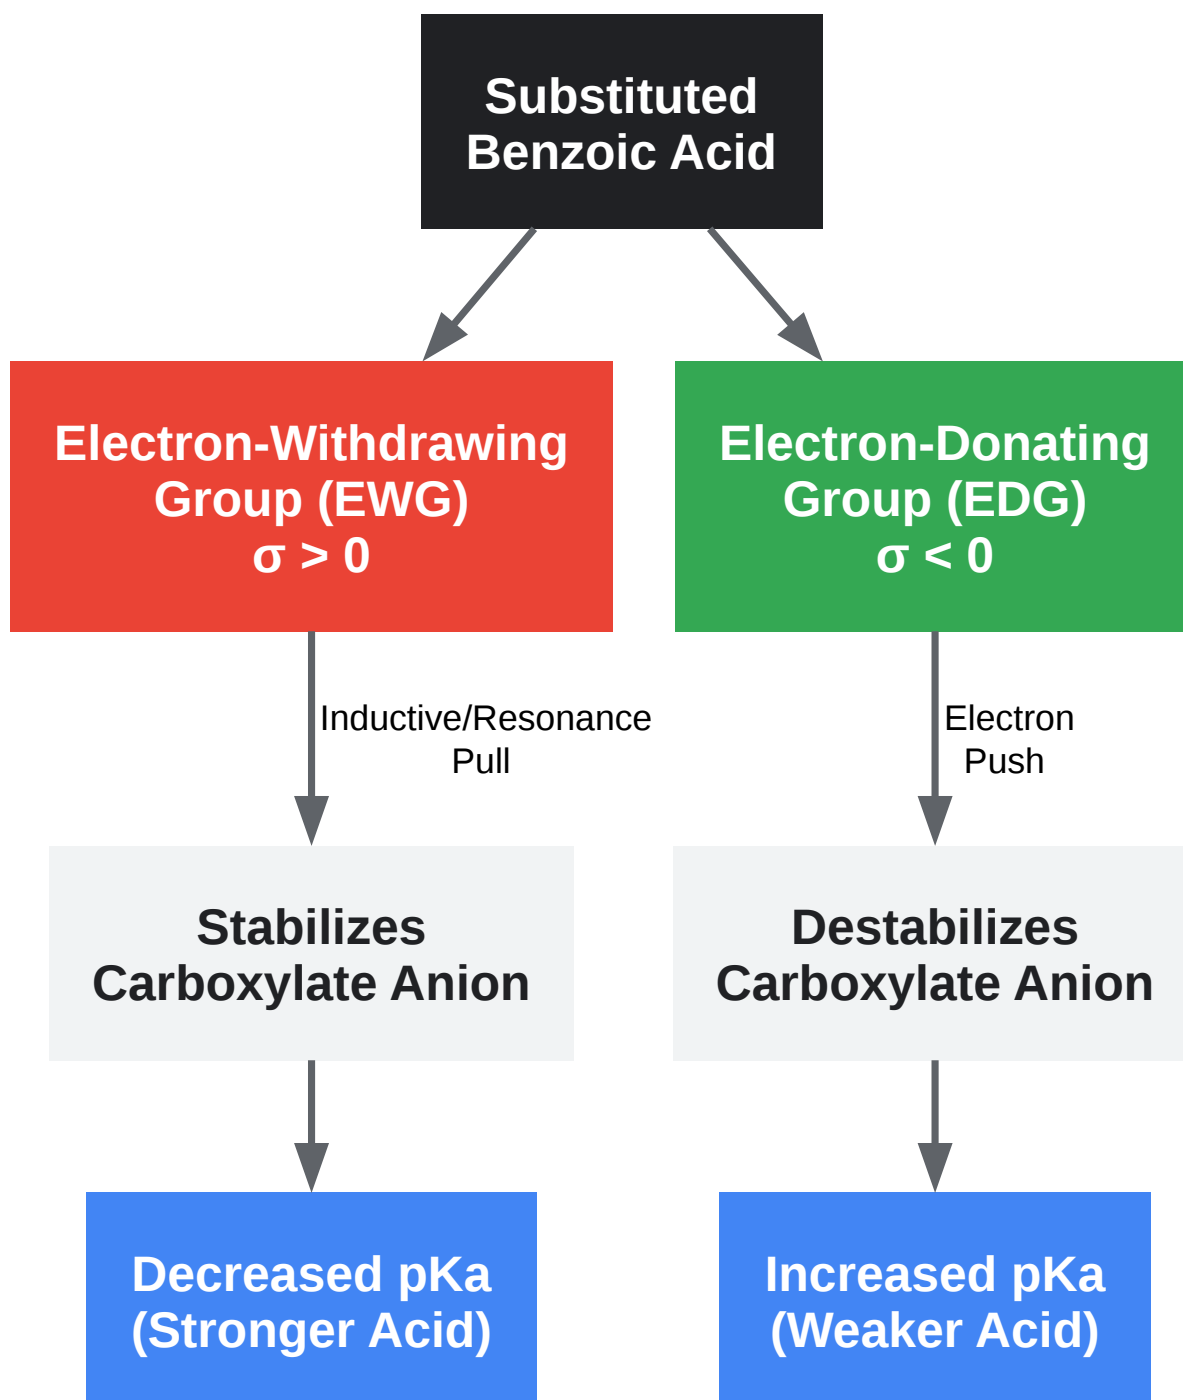 Substituted
Benzoic Acid
Electron-Withdrawing
Group (EWG)
σ > 0
Electron-Donating
Group (EDG)
σ < 0
Inductive/Resonance
Pull
Electron
Push
Stabilizes
Carboxylate Anion
Destabilizes
Carboxylate Anion
Decreased pKa
(Stronger Acid)
Increased pKa
(Weaker Acid)